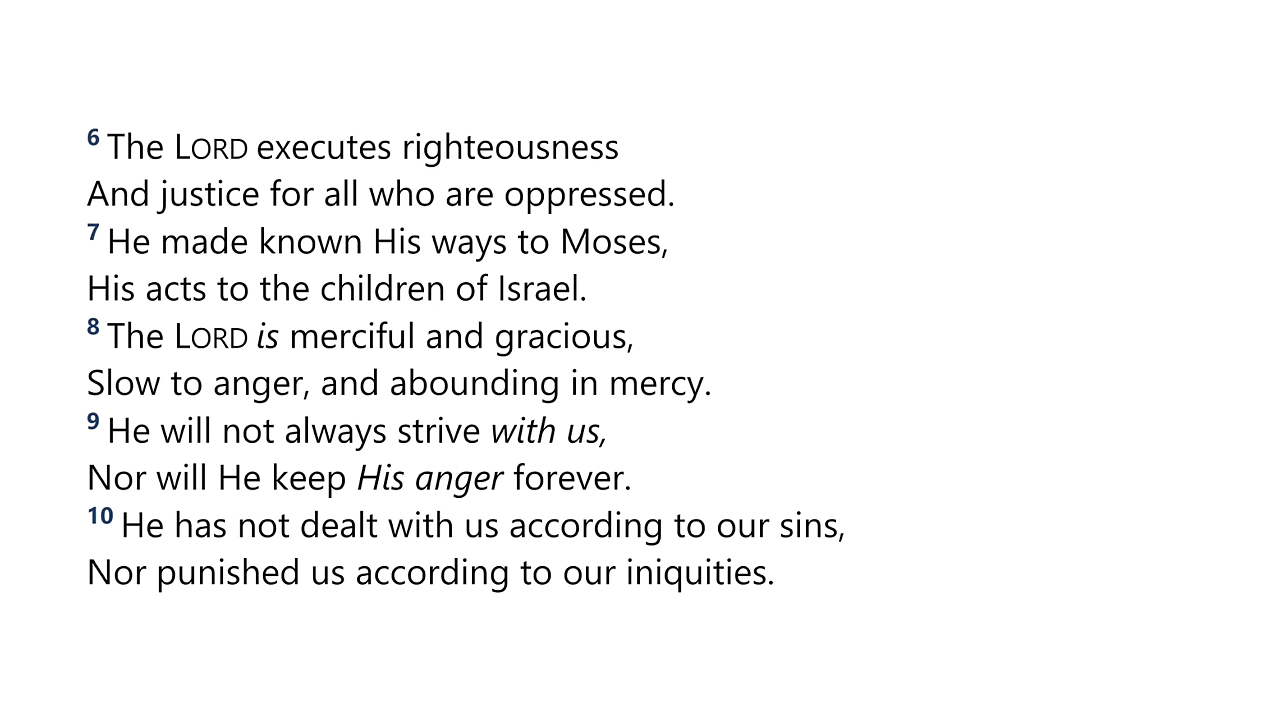 6 The LORD executes righteousness
And justice for all who are oppressed.
7 He made known His ways to Moses,
His acts to the children of Israel.
8 The LORD is merciful and gracious,
Slow to anger, and abounding in mercy.
9 He will not always strive with us,
Nor will He keep His anger forever.
10 He has not dealt with us according to our sins,
Nor punished us according to our iniquities.